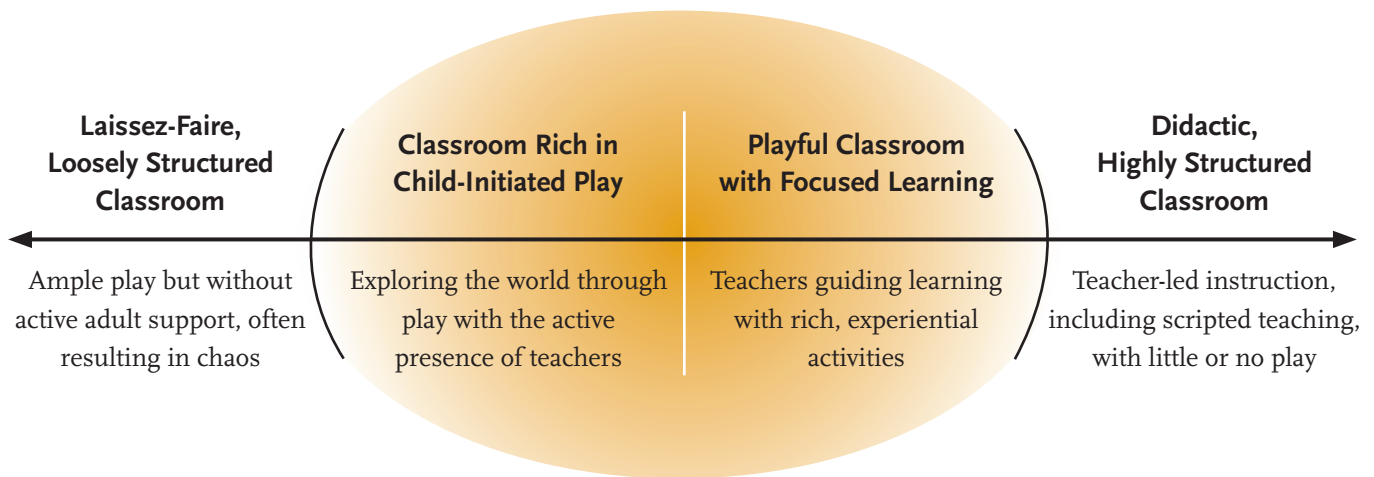 Laissez-Faire,
Loosely Structured
Classroom
Ample play but without
active adult support, often
resulting in chaos
Classroom Rich in
Child-Initiated Play
Exploring the world through
play with the active
presence of teachers
Playful Classroom
with Focused Learning
Teachers guiding learning
with rich, experiential
activities
Didactic,
Highly Structured
Classroom
Teacher-led instruction,
including scripted teaching,
with little or no play